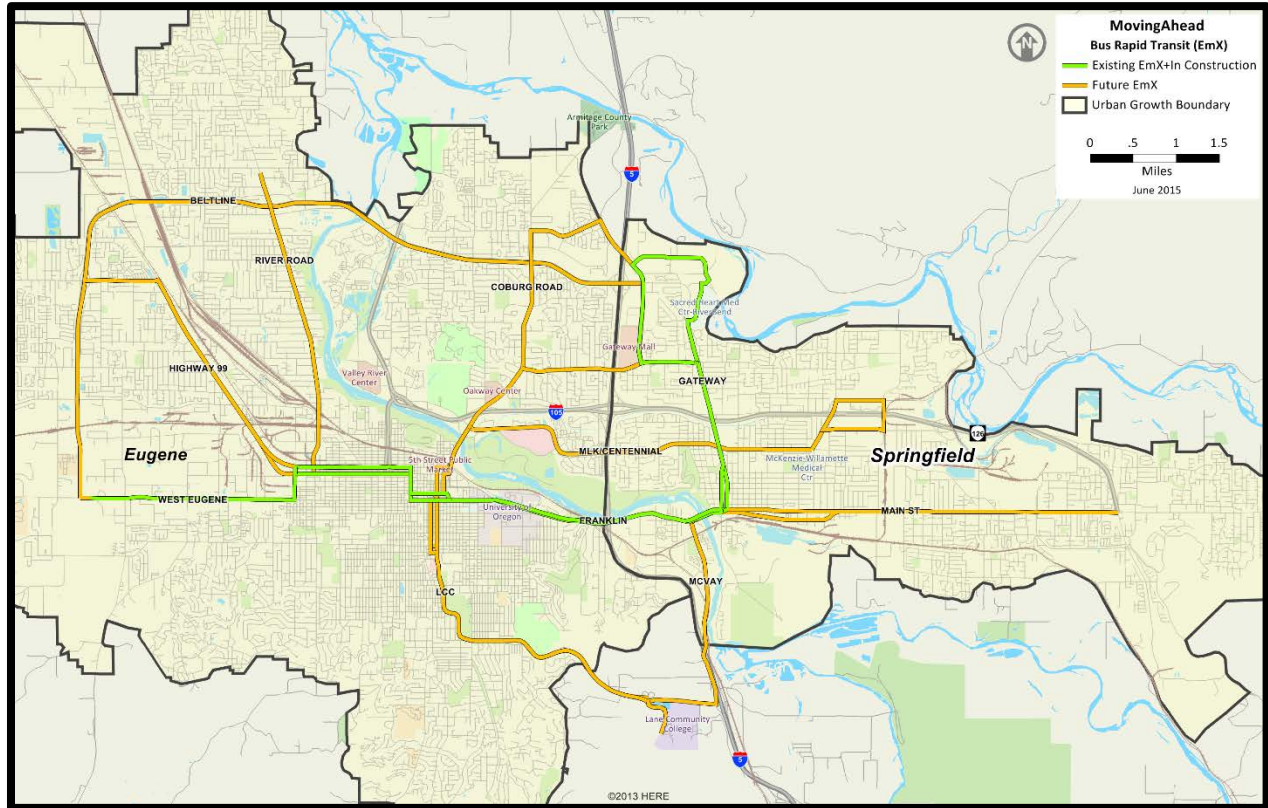 MovingAhead
Bus Rapid Transit (EmX)
Existing EmX+In Construction
Future EmX
Urban Growth Boundary
0 .5 1 1.5
Miles
June 2015
N
Armitage County
Park
5
BELTLINE
RIVER ROAD
COBURG ROAD
Sacred Heart Med
Ctr-Riverbend
Gateway Mall
HIGHWAY 99
Valley River
Center
GATEWAY
Oakway Center
105
126
Eugene
5th Street Public
Market
MLK/CENTENNIAL
McKenzie-Willamette
Medical
Ctr
Springfield
WEST EUGENE
University of
Oregon
FRANKLIN
MAIN ST
LCC
MCVAY
Lane Community
College
5
©2013 HERE